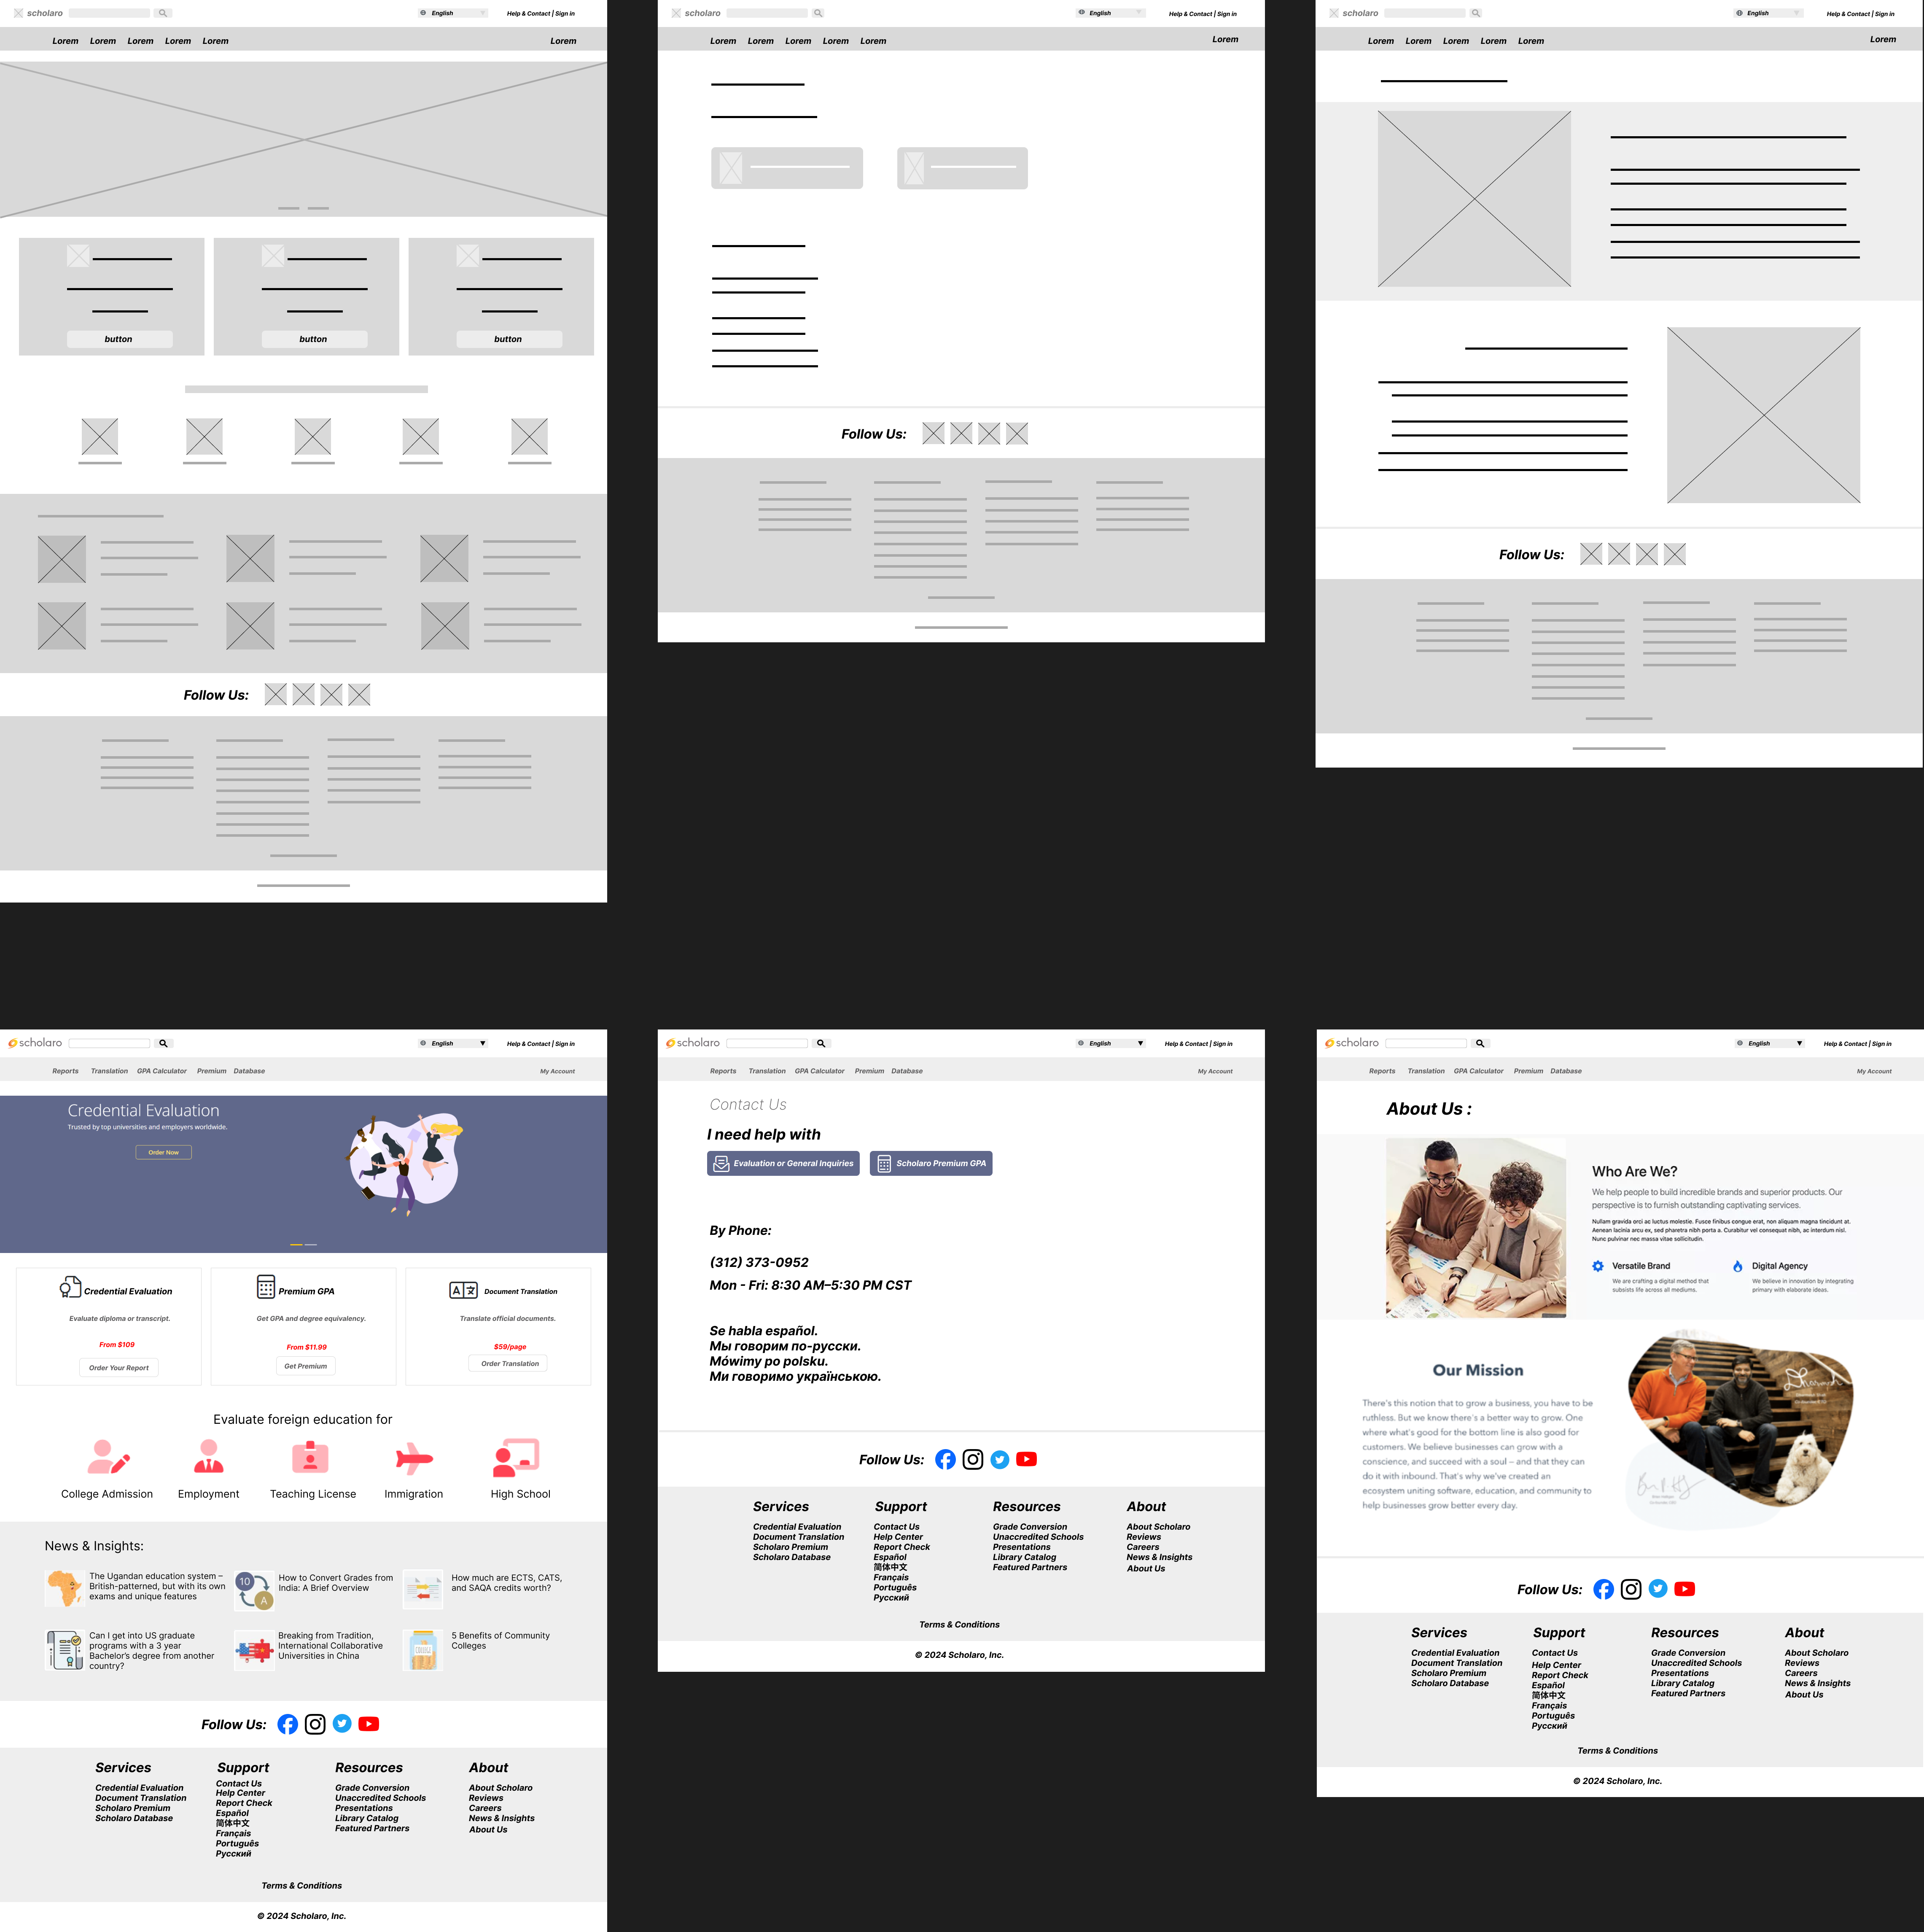 scholaro
English
Help & Contact | Sign in
Lorem Lorem Lorem Lorem Lorem
Lorem
button
button
button
Follow Us:
scholaro
English
Help & Contact | Sign in
Lorem Lorem Lorem Lorem Lorem
Lorem
Follow Us:
scholaro
English
Help & Contact | Sign in
Lorem Lorem Lorem Lorem Lorem
Lorem
Follow Us:
scholaro
English
Help & Contact | Sign in
Reports Translation GPA Calculator Premium Database
My Account
Credential Evaluation
Trusted by top universities and employers worldwide.
Order Now
Credential Evaluation
Evaluate diploma or transcript.
From $109
Order Your Report
Premium GPA
Get GPA and degree equivalency.
From $11.99
Get Premium
A
文
Document Translation
Translate official documents.
$59/page
Order Translation
Evaluate foreign education for
College Admission
Employment
Teaching License
Immigration
High School
News & Insights:
The Ugandan education system –
British-patterned, but with its own
exams and unique features
10
A
How to Convert Grades from
India: A Brief Overview
How much are ECTS, CATS,
and SAQA credits worth?
Can I get into US graduate
programs with a 3 year
Bachelor's degree from another
country?
Breaking from Tradition,
International Collaborative
Universities in China
COLLEGE
5 Benefits of Community
Colleges
Follow Us:
Services
Credential Evaluation
Document Translation
Scholaro Premium
Scholaro Database
Support
Contact Us
Help Center
Report Check
Español
简体中文
Français
Português
Русский
Resources
Grade Conversion
Unaccredited Schools
Presentations
Library Catalog
Featured Partners
About
About Scholaro
Reviews
Careers
News & Insights
About Us
Terms & Conditions
© 2024 Scholaro, Inc.
scholaro
English
Help & Contact | Sign in
Reports Translation GPA Calculator Premium Database
My Account
Contact Us
I need help with
Evaluation or General Inquiries
Scholaro Premium GPA
By Phone:
(312) 373-0952
Mon - Fri: 8:30 AM–5:30 PM CST
Se habla español.
Мы говорим по-русски.
Mówimy po polsku.
Ми говоримо українською.
Follow Us:
Services
Credential Evaluation
Document Translation
Scholaro Premium
Scholaro Database
Support
Contact Us
Help Center
Report Check
Español
简体中文
Français
Português
Русский
Resources
Grade Conversion
Unaccredited Schools
Presentations
Library Catalog
Featured Partners
About
About Scholaro
Reviews
Careers
News & Insights
About Us
Terms & Conditions
© 2024 Scholaro, Inc.
scholaro
English
Help & Contact | Sign in
Reports Translation GPA Calculator Premium Database
My Account
About Us :
Who Are We?
We help people to build incredible brands and superior products. Our
perspective is to furnish outstanding captivating services.
Nullam gravida orci ac luctus molestie. Fusce finibus congue erat, non aliquam magna tincidunt at.
Aenean lacinia arcu ex, sed pharetra nibh porta a. Curabitur vel consequat nibh, ac interdum nisl.
Nunc pulvinar nec massa vitae sollicitudin.
Versatile Brand
We are crafting a digital method that
subsists life across all mediums.
Digital Agency
We believe in innovation by integrating
primary with elaborate ideas.
Our Mission
There's this notion that to grow a business, you have to be
ruthless. But we know there's a better way to grow. One
where what's good for the bottom line is also good for
customers. We believe businesses can grow with a
conscience, and succeed with a soul – and that they can
do it with inbound. That's why we've created an
ecosystem uniting software, education, and community to
help businesses grow better every day.
Dharmesh
Follow Us:
Services
Credential Evaluation
Document Translation
Scholaro Premium
Scholaro Database
Support
Contact Us
Help Center
Report Check
Español
简体中文
Français
Português
Русский
Resources
Grade Conversion
Unaccredited Schools
Presentations
Library Catalog
Featured Partners
About
About Scholaro
Reviews
Careers
News & Insights
About Us
Terms & Conditions
© 2024 Scholaro, Inc.